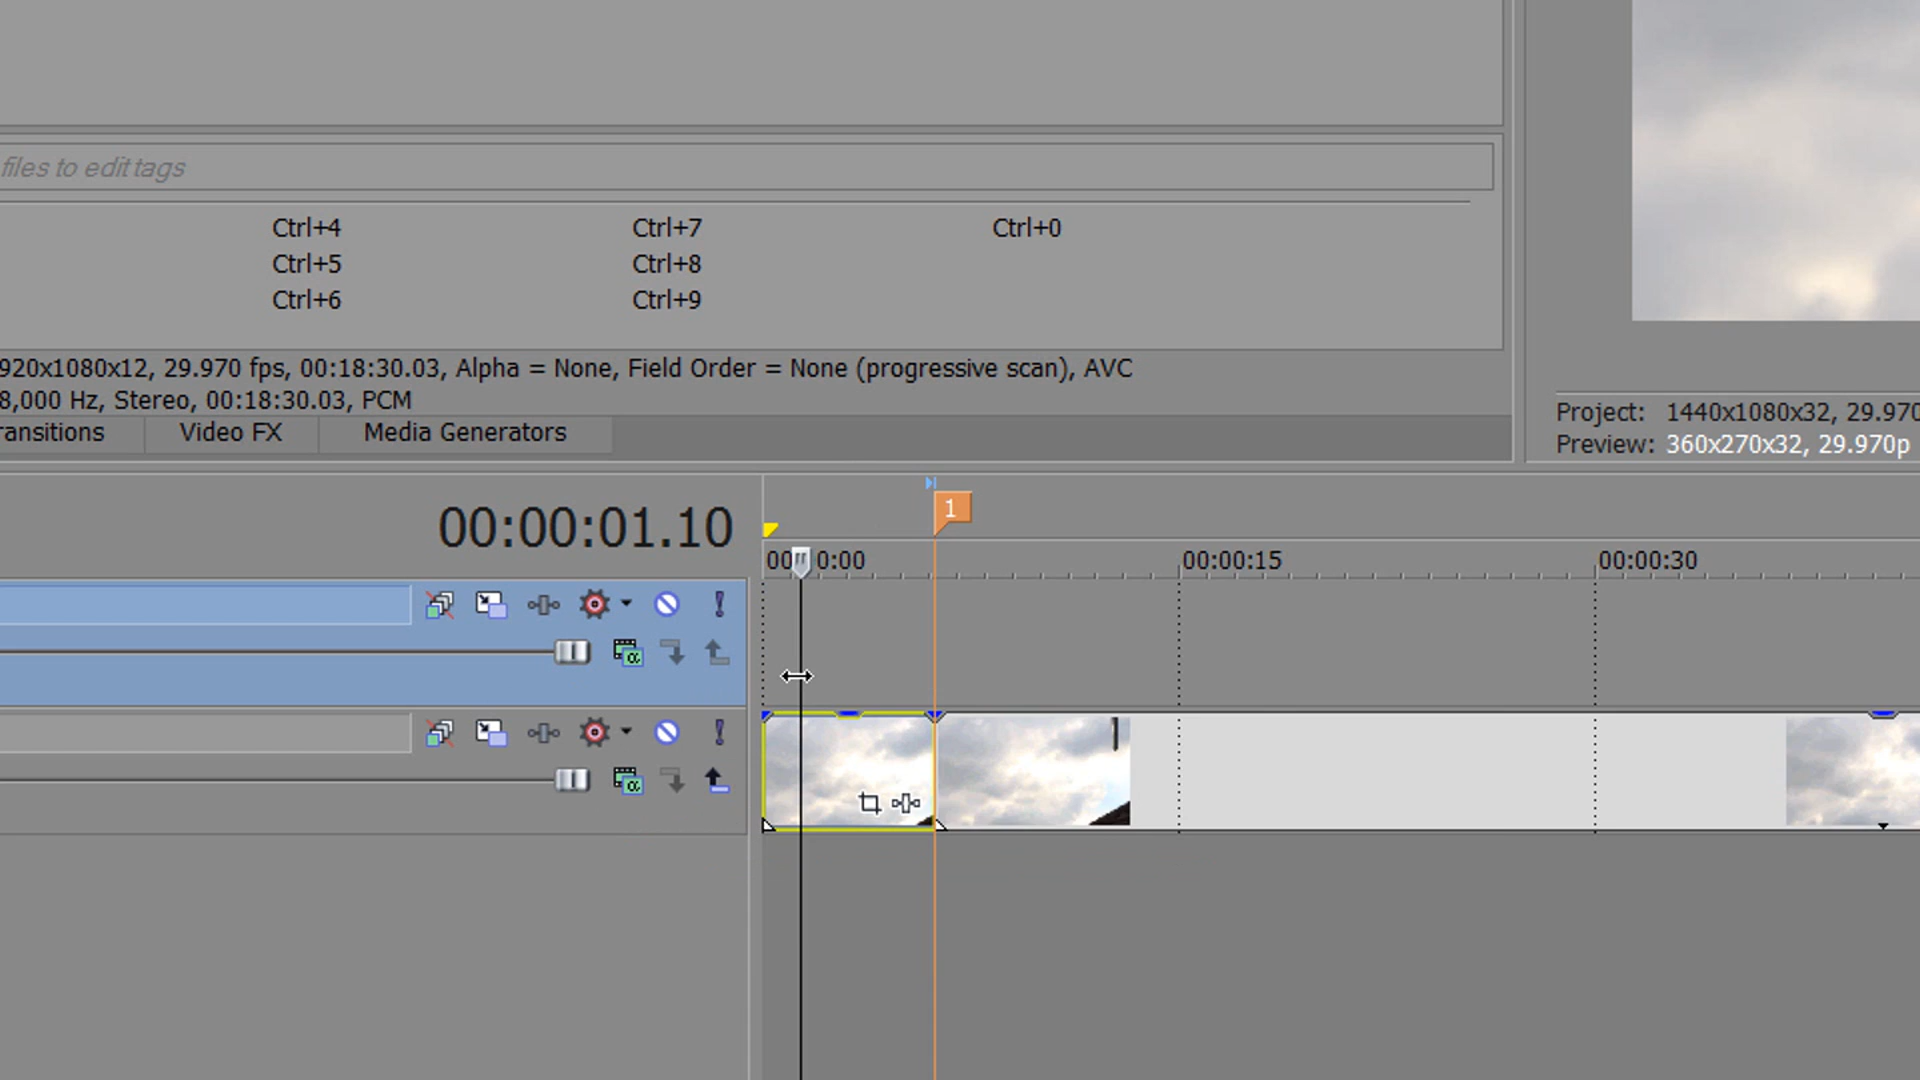 files to edit tags
Ctrl+4 Ctrl+7 Ctrl+0
Ctrl+5 Ctrl+8
Ctrl+6 Ctrl+9
920x1080x12, 29.970 fps, 00:18:30.03, Alpha = None, Field Order = None (progressive scan), AVC
8,000 Hz, Stereo, 00:18:30.03, PCM
ransitions Video FX Media Generators
Project: 1440x1080x32, 29.970
Preview: 360x270x32, 29.970p
00:00:01.10
1
00 0:00 00:00:15 00:00:30